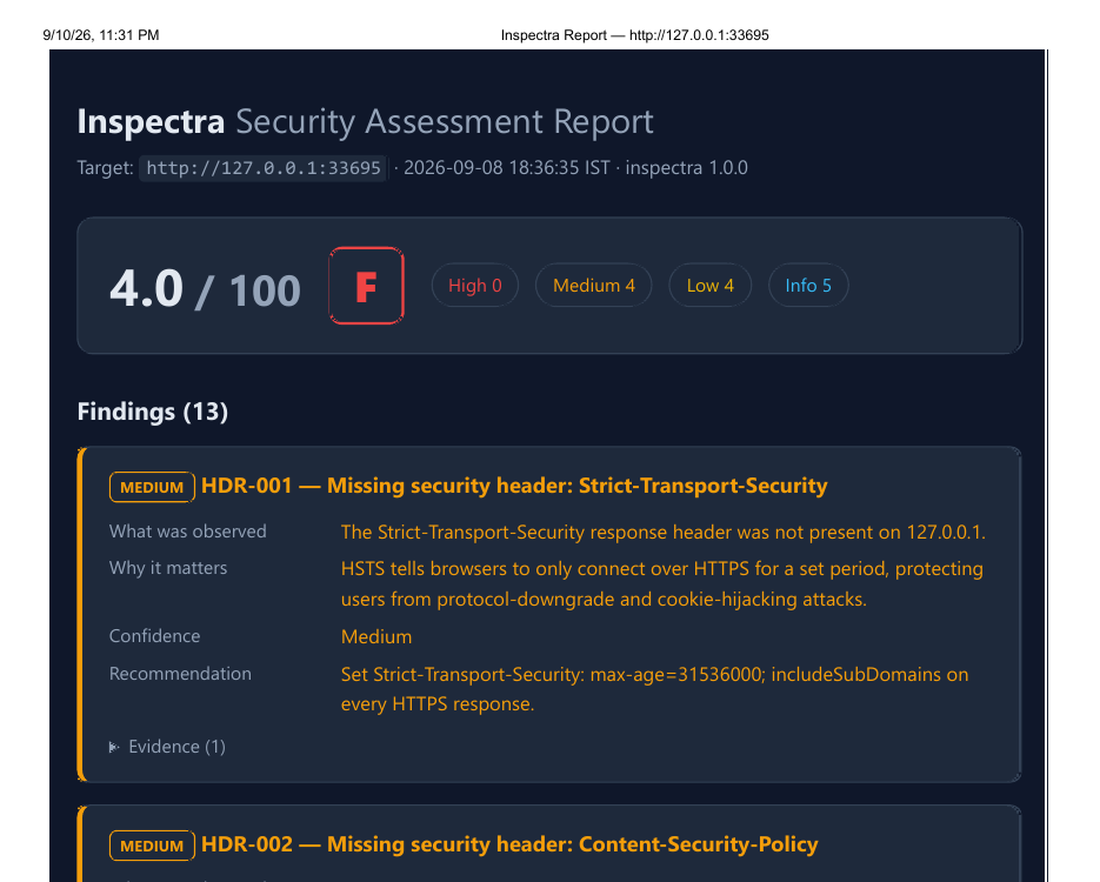 9/10/26, 11:31 PM
Inspectra Report — http://127.0.0.1:33695
Inspectra Security Assessment Report
Target: http://127.0.0.1:33695 · 2026-09-08 18:36:35 IST · inspectra 1.0.0
4.0 / 100 F High 0 Medium 4 Low 4 Info 5
Findings (13)
MEDIUM HDR-001 — Missing security header: Strict-Transport-Security
What was observed The Strict-Transport-Security response header was not present on 127.0.0.1.
Why it matters HSTS tells browsers to only connect over HTTPS for a set period, protecting
users from protocol-downgrade and cookie-hijacking attacks.
Confidence Medium
Recommendation Set Strict-Transport-Security: max-age=31536000; includeSubDomains on
every HTTPS response.
Evidence (1)
MEDIUM HDR-002 — Missing security header: Content-Security-Policy